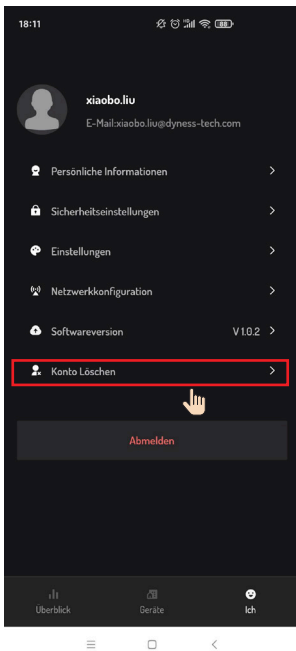 18:11
xiaobo.liu
E-Mail:xiaobo.liu@dyness-tech.com
Persönliche Informationen
Sicherheitseinstellungen
Einstellungen
Netzwerkkonfiguration
Softwareversion V 1.0.2
Konto Löschen
Abmelden
Überblick Geräte Ich